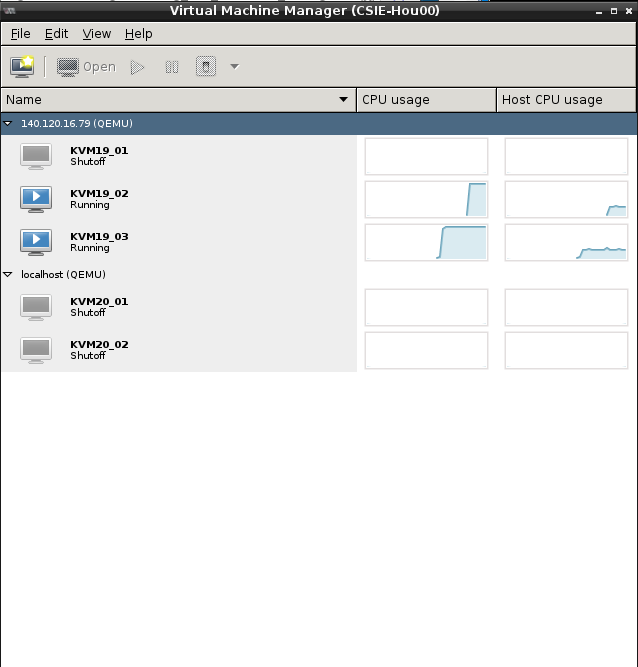 Virtual Machine Manager (CSIE-Hou00)
File Edit View Help
Open
Name CPU usage Host CPU usage
140.120.16.79 (QEMU)
KVM19_01
Shutoff
KVM19_02
Running
KVM19_03
Running
localhost (QEMU)
KVM20_01
Shutoff
KVM20_02
Shutoff